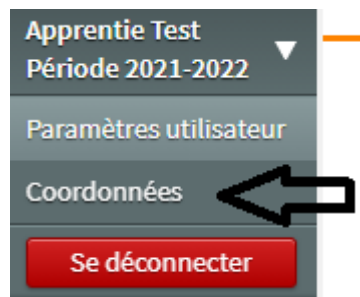 Apprentie Test
Période 2021-2022
Paramètres utilisateur
Coordonnées
Se déconnecter